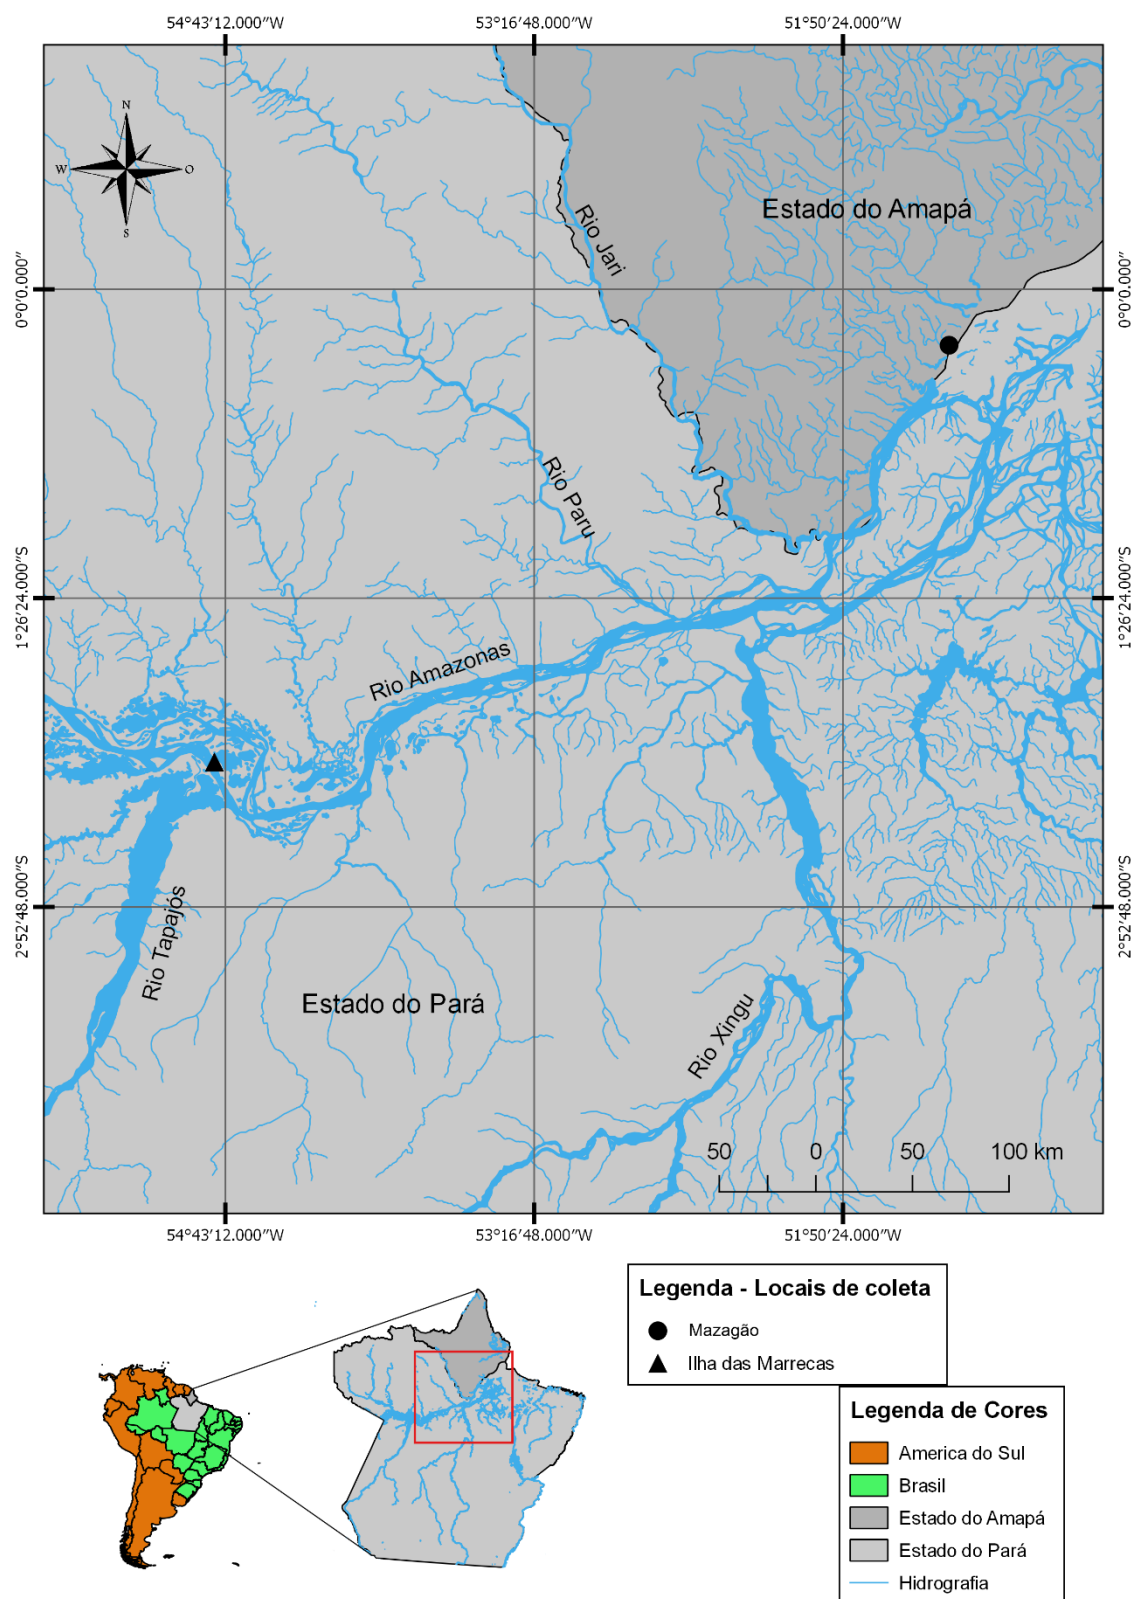 54°43'12.000"W 53°16'48.000"W 51°50'24.000"W
N
W O
S
Estado do Amapá
Rio Jari
0°0'0.000" 0°0'0.000"
Rio Paru
1°26'24.000"S 1°26'24.000"S
Rio Amazonas
2°52'48.000"S 2°52'48.000"S
Rio Tapajós
Estado do Pará
Rio Xingu
50 0 50 100 km
54°43'12.000"W 53°16'48.000"W 51°50'24.000"W
Legenda - Locais de coleta
Mazagão
Ilha das Marrecas
Legenda de Cores
America do Sul
Brasil
Estado do Amapá
Estado do Pará
Hidrografia